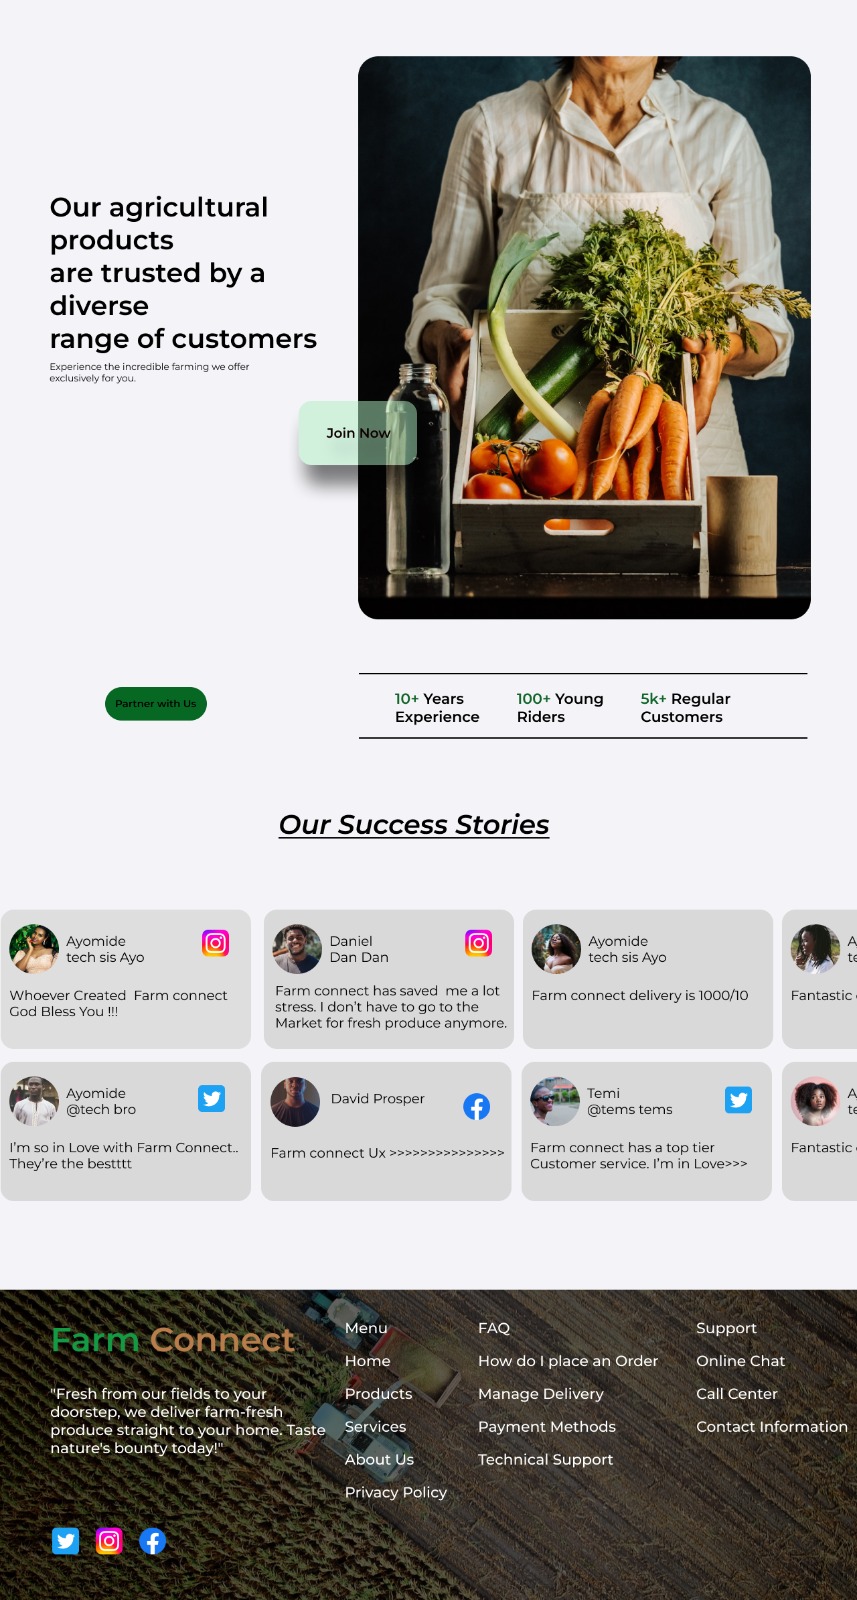 Our agricultural
products
are trusted by a
diverse
range of customers
Experience the incredible farming we offer
exclusively for you.
Join Now
Partner with Us
10+ Years
Experience
100+ Young
Riders
5k+ Regular
Customers
Our Success Stories
Ayomide
tech sis Ayo
Whoever Created  Farm connect
God Bless You !!!
Daniel
Dan Dan
Farm connect has saved  me a lot
stress. I don't have to go to the
Market for fresh produce anymore.
Ayomide
tech sis Ayo
Farm connect delivery is 1000/10
Fantastic
Ayomide
@tech bro
I'm so in Love with Farm Connect..
They're the bestttt
David Prosper
Farm connect Ux >>>>>>>>>>>>>>>
Temi
@tems tems
Farm connect has a top tier
Customer service. I'm in Love>>>
Fantastic
Farm Connect
"Fresh from our fields to your
doorstep, we deliver farm-fresh
produce straight to your home. Taste
nature's bounty today!"
Menu
Home
Products
Services
About Us
Privacy Policy
FAQ
How do I place an Order
Manage Delivery
Payment Methods
Technical Support
Support
Online Chat
Call Center
Contact Information